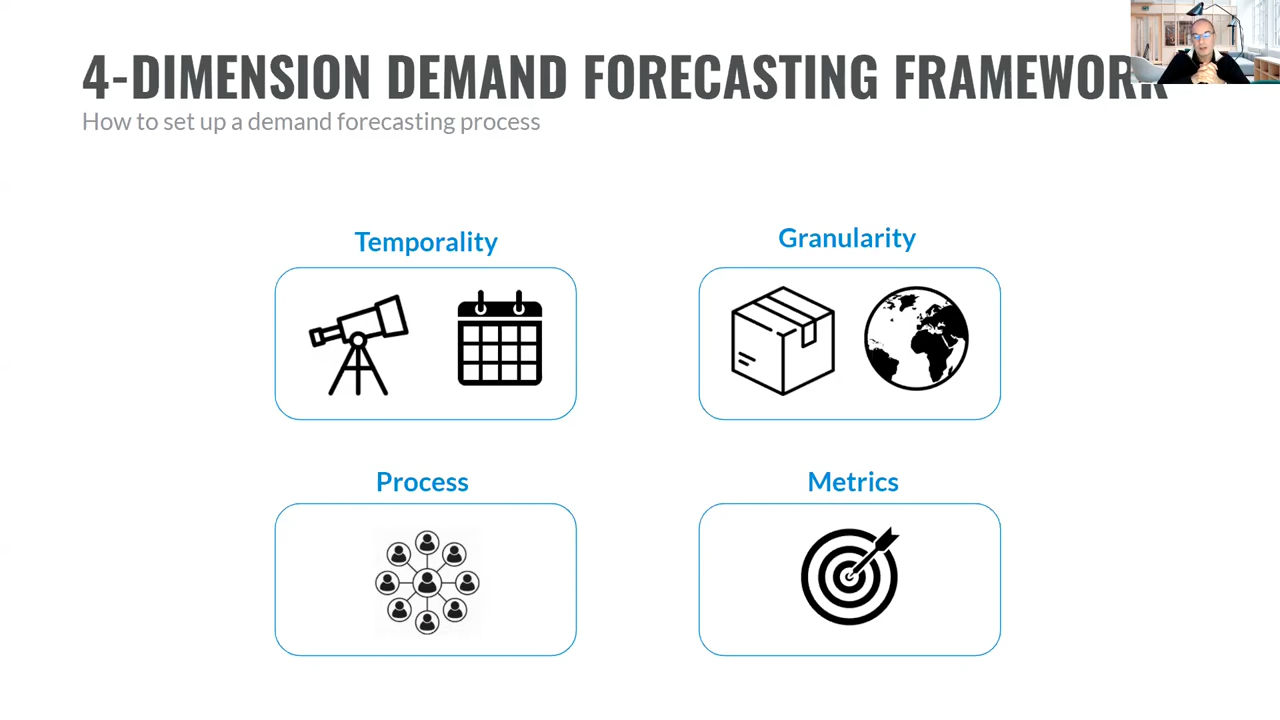 4-DIMENSION DEMAND FORECASTING FRAMEWORK
How to set up a demand forecasting process
Temporality
Granularity
Process
Metrics